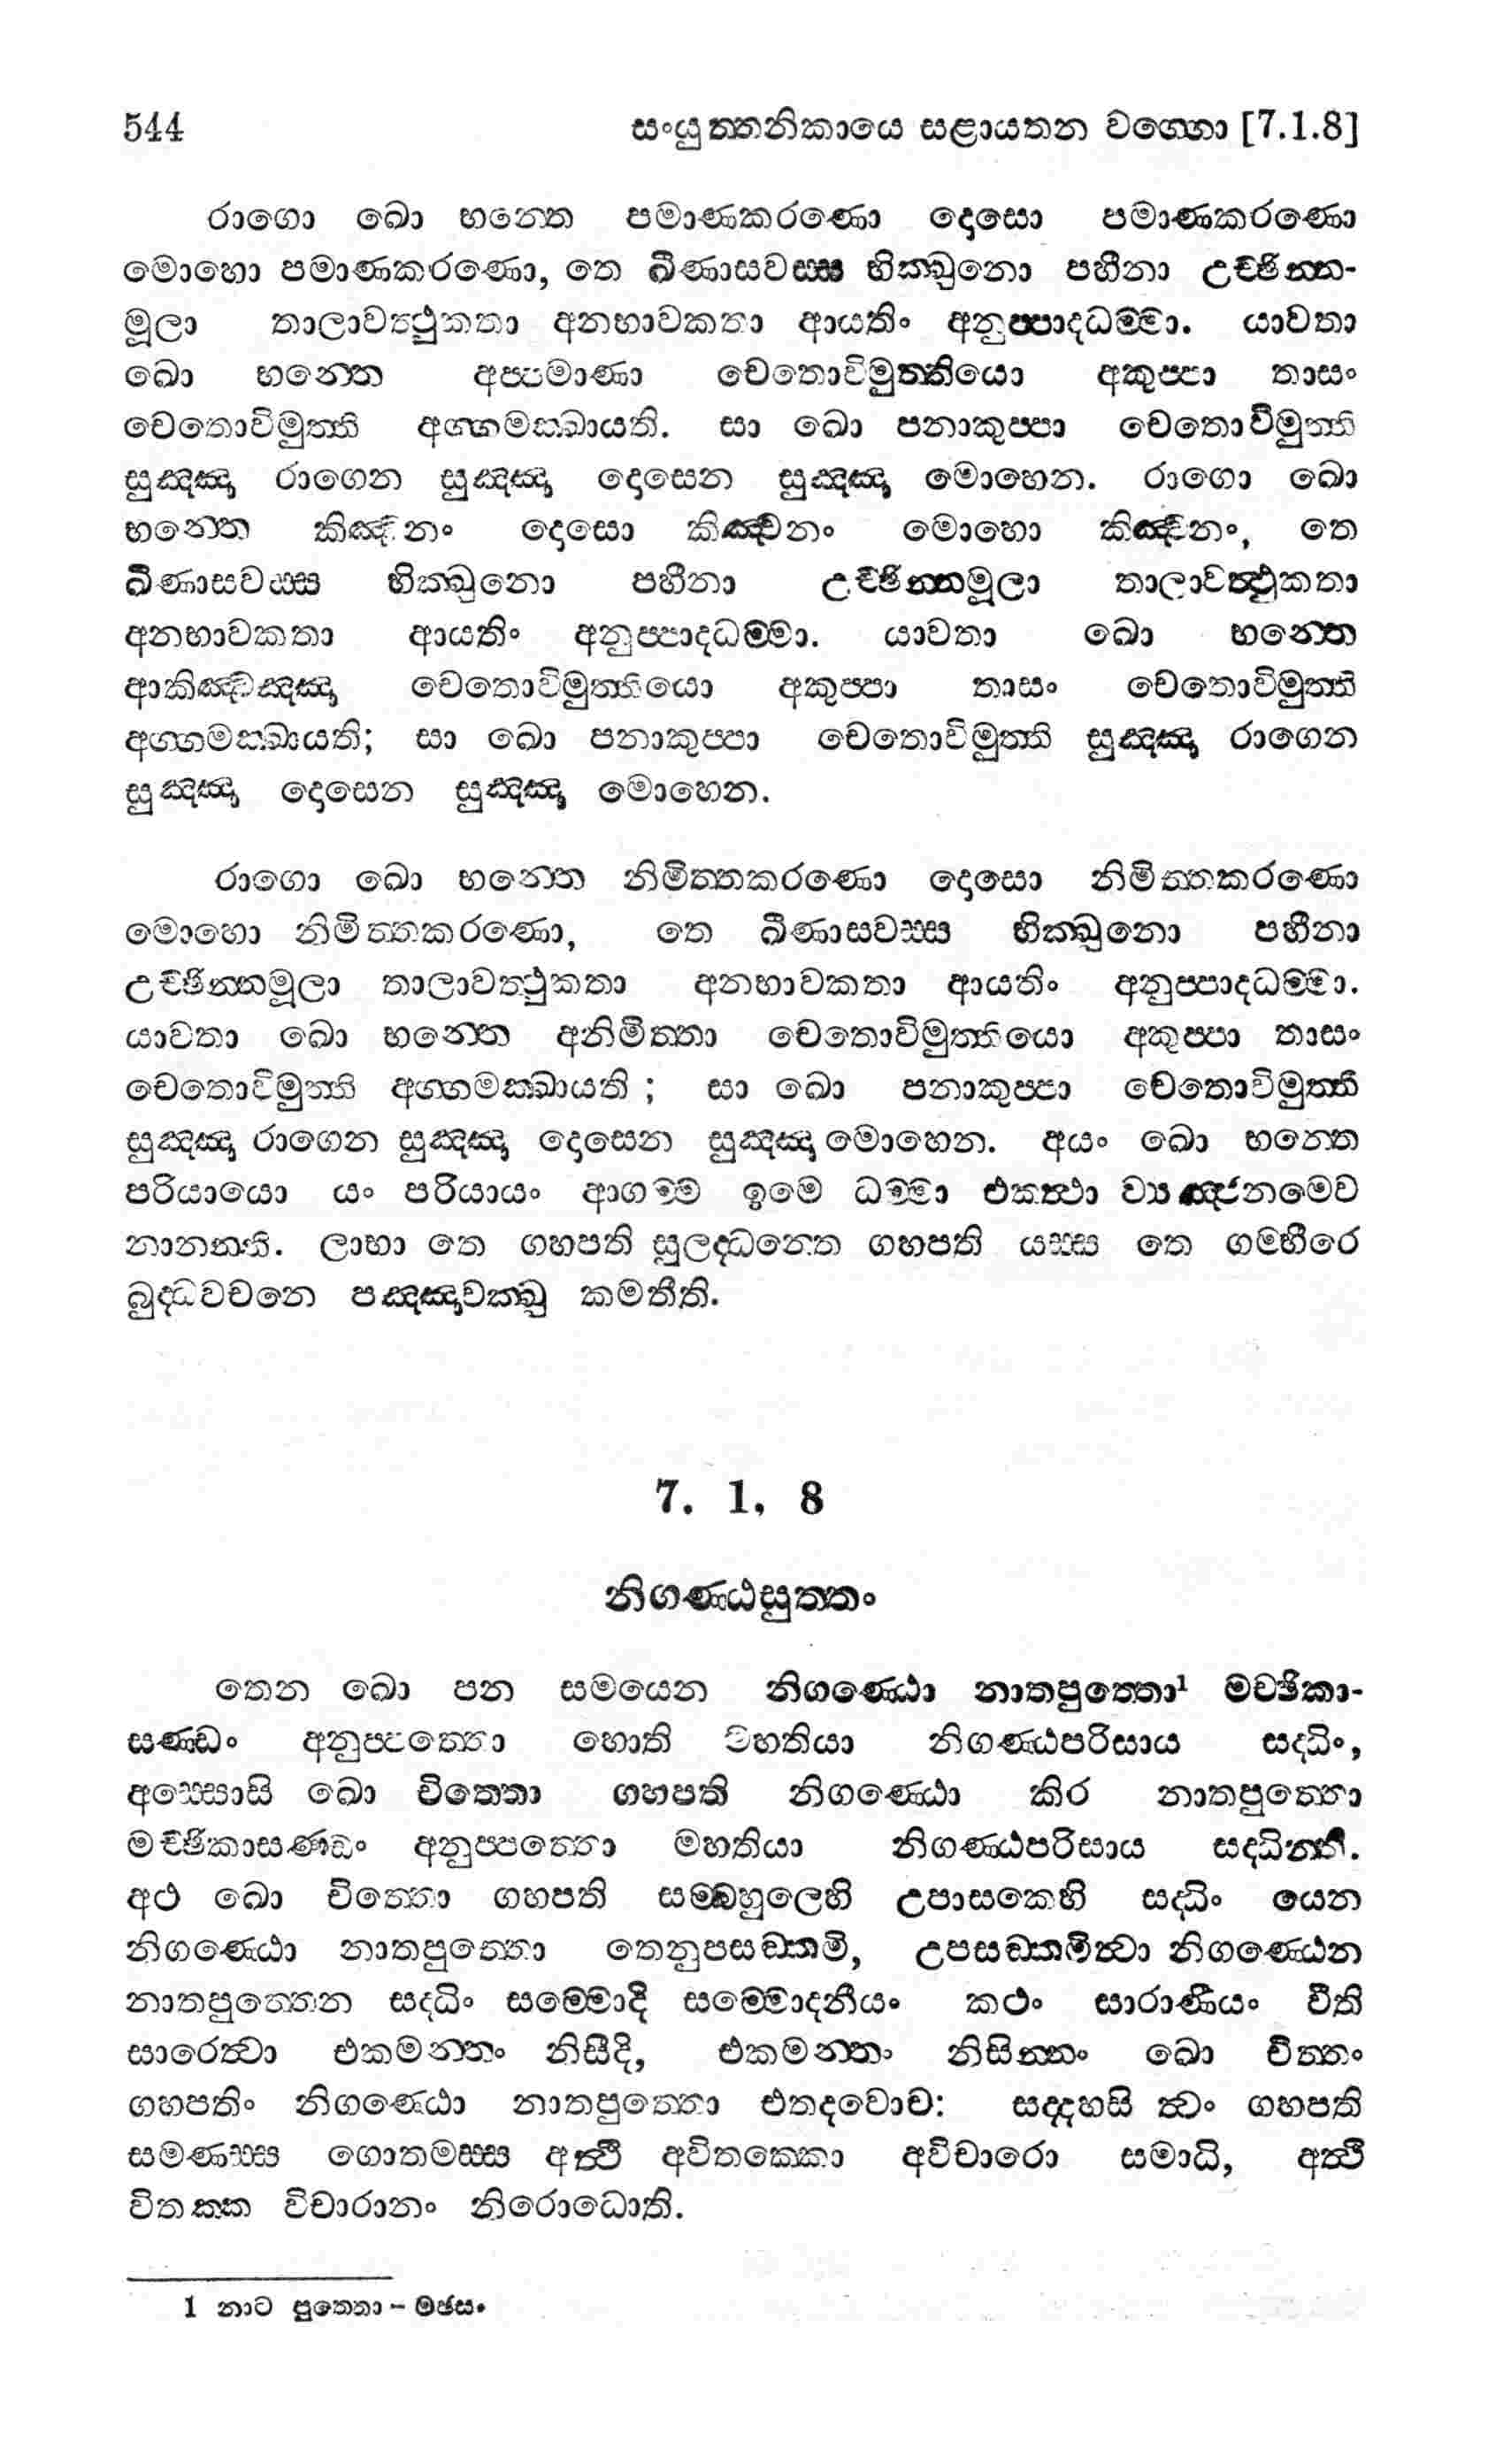 544 සංයුත්තනිකායෙ සළායතන වග්ගො [7.1.8]
රාගො ඛො භන්තෙ පමාණකරණො දොසො පමාණකරණො
මොහො පමාණකරණො, තෙ ඛීණාසවස්ස භික්ඛුනො පහීනා උච්ඡින්න-
මූලා තාලාවත්ථුකතා අනභාවකතා ආයතිං අනුප්පාදධම්මා. යාවතා
ඛො භන්තෙ අප්පමාණා චෙතොවිමුත්තියො අකුප්පා තාසං
චෙතොවිමුත්ති අග්ගමක්ඛායති. සා ඛො පනාකුප්පා චෙතොවිමුත්ති
සුඤ්ඤා රාගෙන සුඤ්ඤා දොසෙන සුඤ්ඤා මොහෙන. රාගො ඛො
භන්තෙ කිඤ්චනං දොසො කිඤ්චනං මොහො කිඤ්චනං, තෙ
ඛීණාසවස්ස භික්ඛුනො පහීනා උච්ඡින්නමූලා තාලාවත්ථුකතා
අනභාවකතා ආයතිං අනුප්පාදධම්මා. යාවතා ඛො භන්තෙ
ආකිඤ්චඤ්ඤා චෙතොවිමුත්තියො අකුප්පා තාසං චෙතොවිමුත්ති
අග්ගමක්ඛායති; සා ඛො පනාකුප්පා චෙතොවිමුත්ති සුඤ්ඤා රාගෙන
සුඤ්ඤා දොසෙන සුඤ්ඤා මොහෙන.
රාගො ඛො භන්තෙ නිමිත්තකරණො දොසො නිමිත්තකරණො
මොහො නිමිත්තකරණො, තෙ ඛීණාසවස්ස භික්ඛුනො පහීනා
උච්ඡින්නමූලා තාලාවත්ථුකතා අනභාවකතා ආයතිං අනුප්පාදධම්මා.
යාවතා ඛො භන්තෙ අනිමිත්තා චෙතොවිමුත්තියො අකුප්පා තාසං
චෙතොවිමුත්ති අග්ගමක්ඛායති ; සා ඛො පනාකුප්පා චෙතොවිමුත්තී
සුඤ්ඤා රාගෙන සුඤ්ඤා දොසෙන සුඤ්ඤා මොහෙන. අයං ඛො භන්තෙ
පරියායො යං පරියායං ආගම්ම ඉමෙ ධම්මා එකත්ථා ව්‍යඤ්ජනමෙව
නානන්ති. ලාභා තෙ ගහපති සුලද්ධන්තෙ ගහපති යස්ස තෙ ගම්භීරෙ
බුද්ධවචනෙ පඤ්ඤාචක්ඛු කමතීති.
7. 1, 8
නිගණ්ඨසුත්තං
තෙන ඛො පන සමයෙන නිගණ්ඨො නාතපුත්තො¹ මච්ඡිකා-
සණ්ඩං අනුප්පත්තො හොති මහතියා නිගණ්ඨපරිසාය සද්ධිං,
අස්සොසි ඛො චිත්තො ගහපති නිගණ්ඨො කිර නාතපුත්තො
මච්ඡිකාසණ්ඩං අනුප්පත්තො මහතියා නිගණ්ඨපරිසාය සද්ධින්ති.
අථ ඛො චිත්තො ගහපති සම්බහුලෙහි උපාසකෙහි සද්ධිං යෙන
නිගණ්ඨො නාතපුත්තො තෙනුපසඞ්කමි, උපසඞ්කමිත්වා නිගණ්ඨෙන
නාතපුත්තෙන සද්ධිං සම්මොදි සම්මොදනීයං කථං සාරාණීයං වීති
සාරෙත්වා එකමන්තං නිසීදි, එකමන්තං නිසින්නං ඛො චිත්තං
ගහපතිං නිගණ්ඨො නාතපුත්තො එතදවොච: සද්දහසි ත්වං ගහපති
සමණස්ස ගොතමස්ස අත්ථි අවිතක්කො අවිචාරො සමාධි, අත්ථි
විතක්ක විචාරානං නිරොධොති.
1 නාට පුත්තො – මඡසං